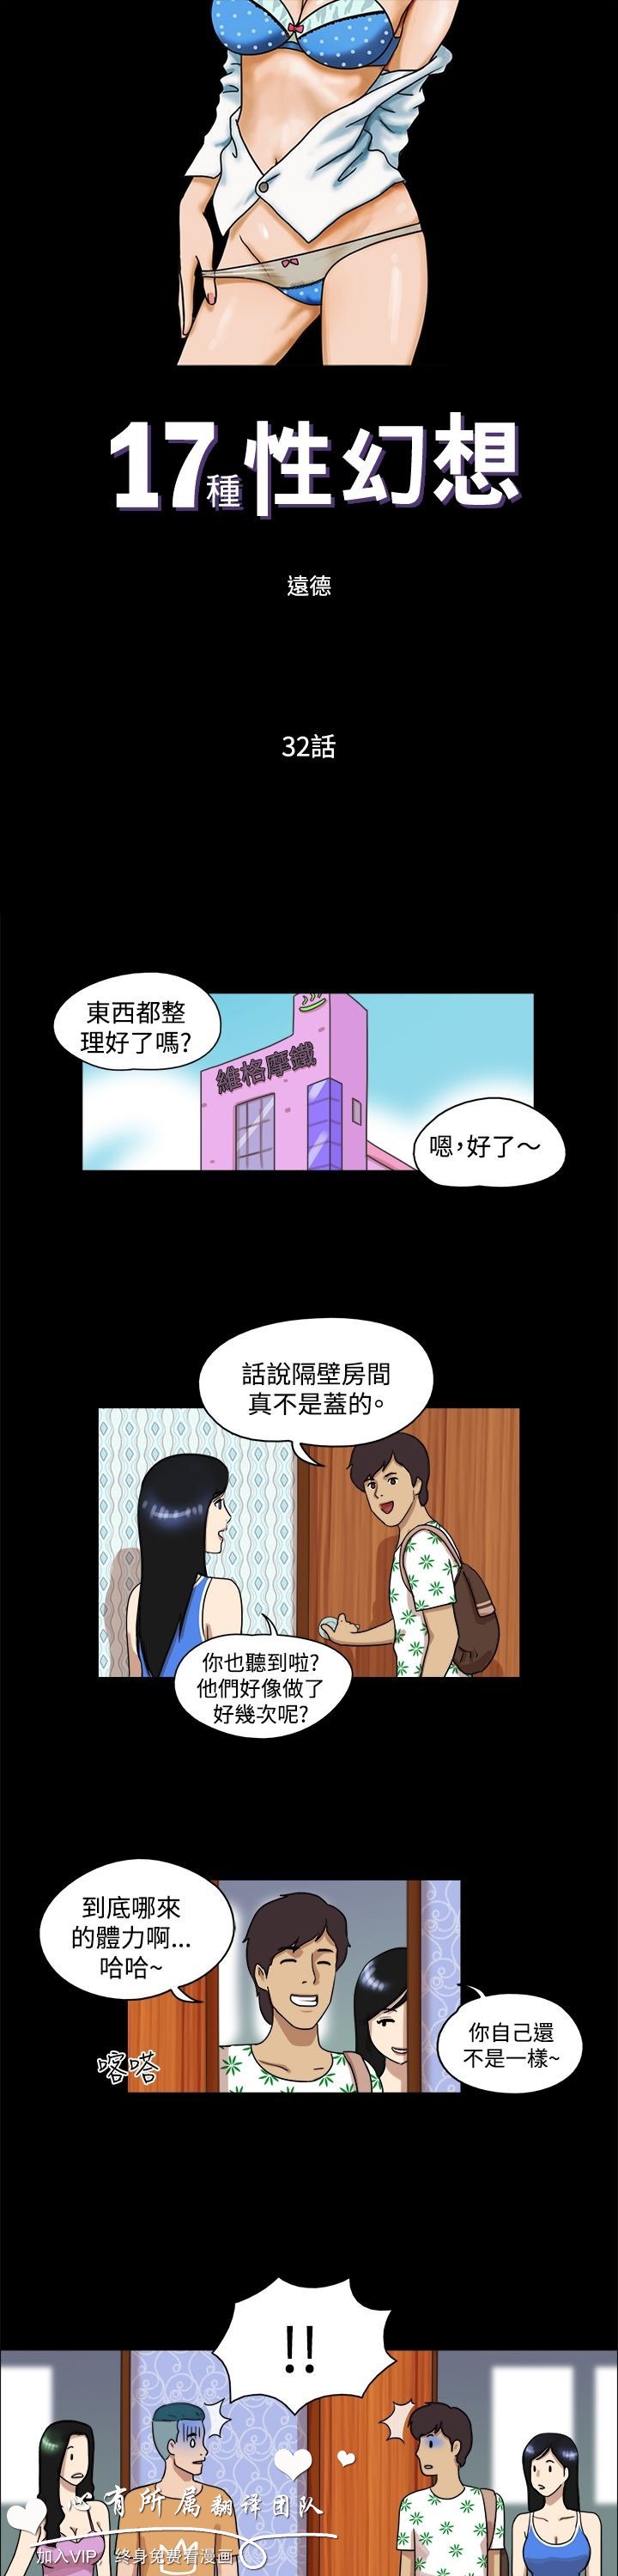 17種性幻想
遠德
32話
東西都整
理好了嗎?
維格摩鐵
嗯,好了～
話說隔壁房間
真不是蓋的。
你也聽到啦?
他們好像做了
好幾次呢?
到底哪來
的體力啊...
哈哈~
喀嗒
你自己還
不是一樣~
!!
心有所属翻译团队
加入VIP，终身免费看漫画~